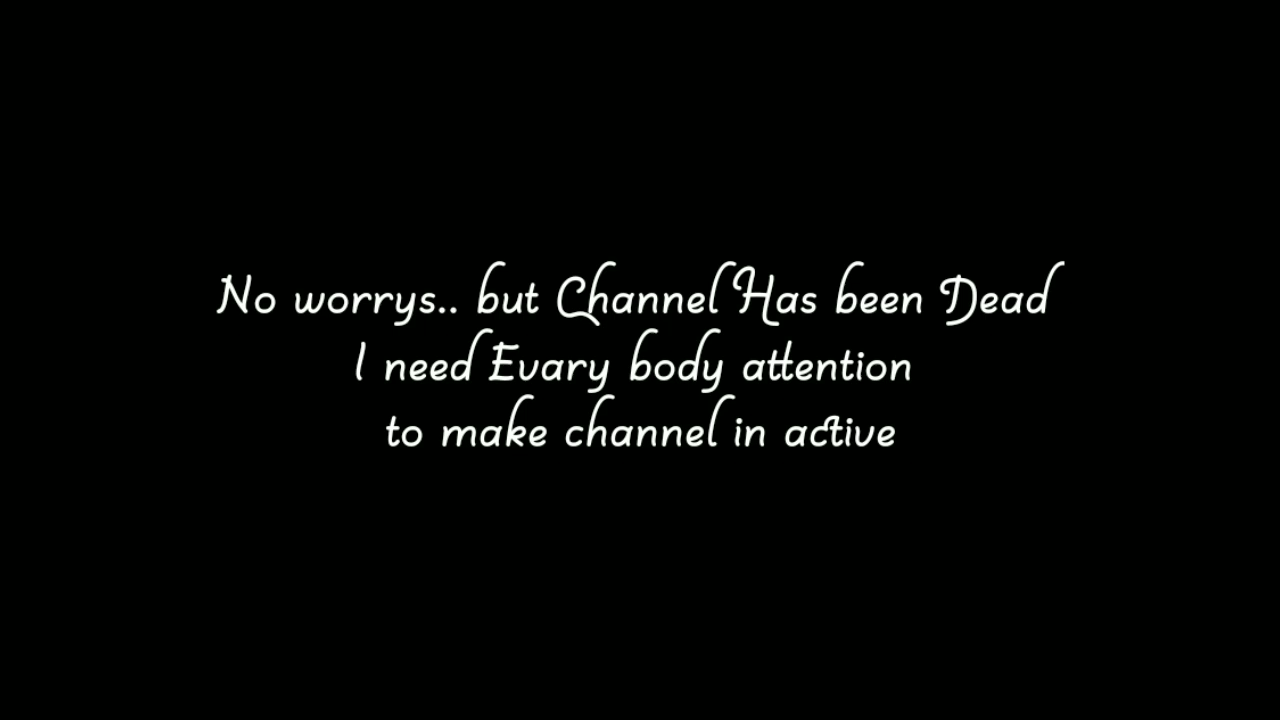 No worrys.. but Channel Has been Dead
I need Evary body attention
to make channel in active